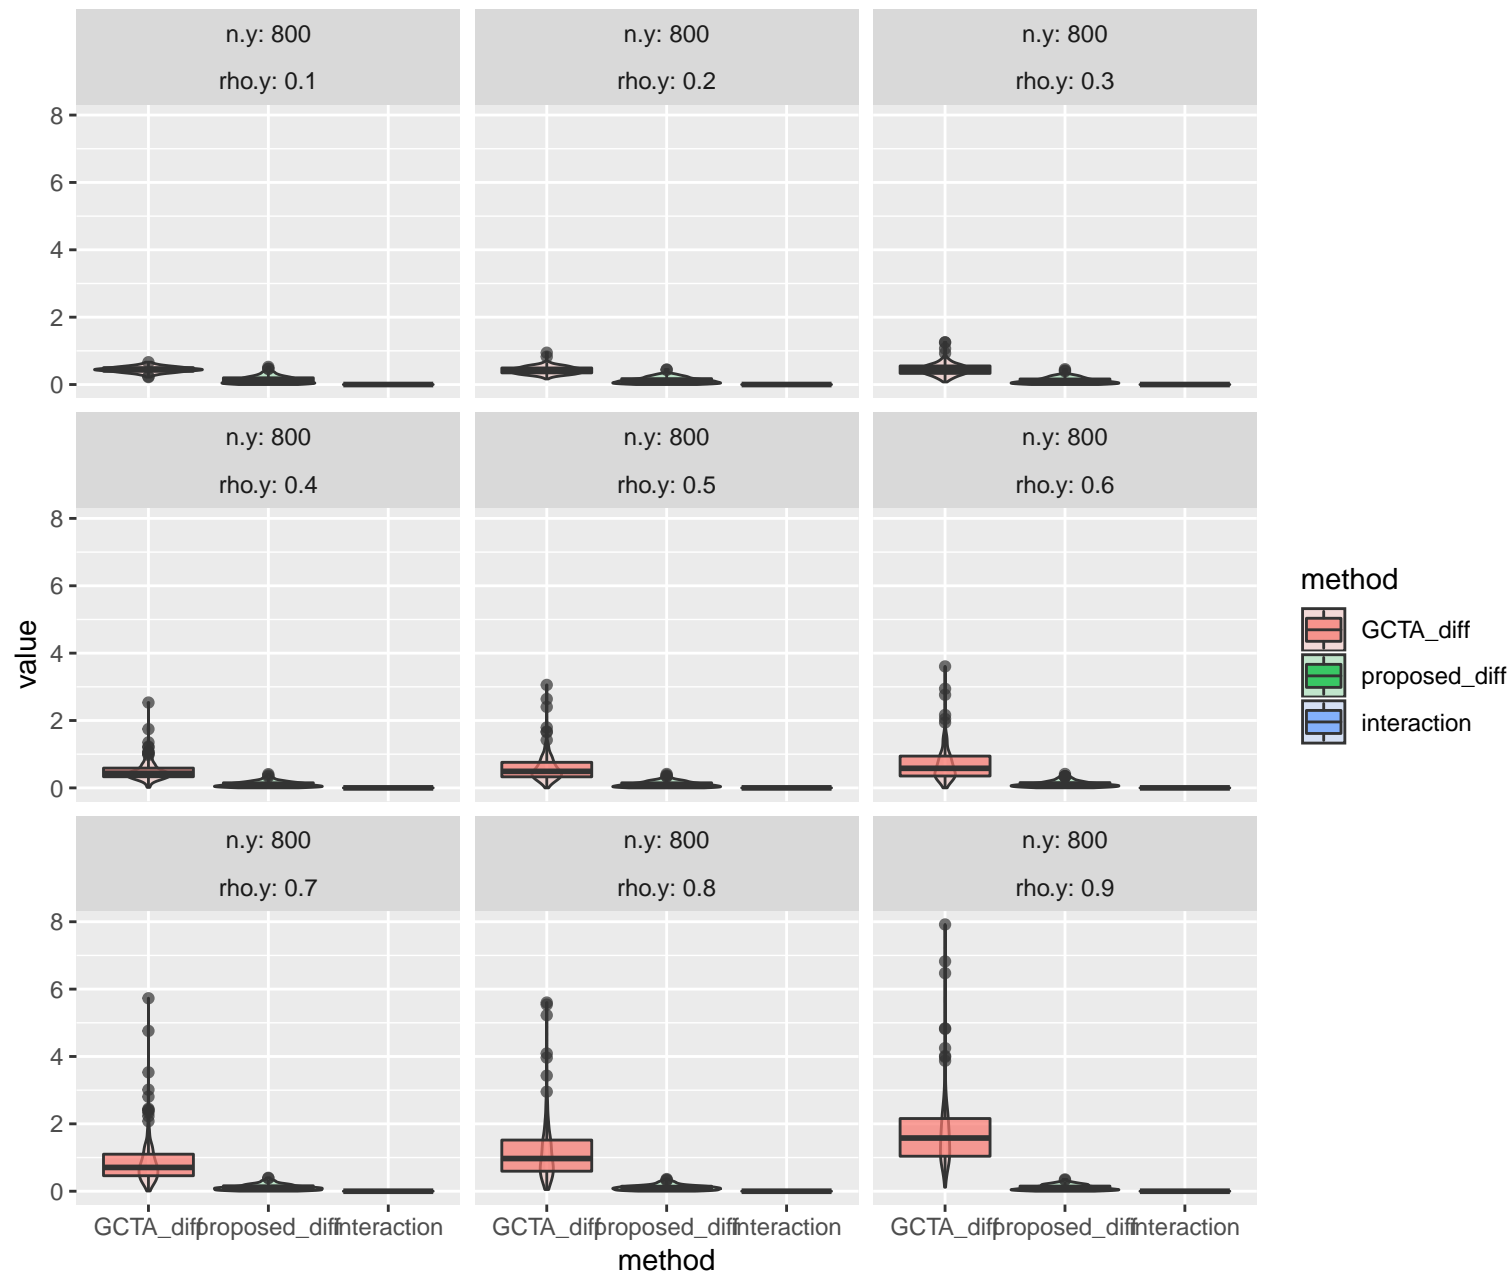 n.y: 800
n.y: 800
n.y: 800
rho.y: 0.1
rho.y: 0.2
rho.y: 0.3
8
6
4
2
0
n.y: 800
n.y: 800
n.y: 800
rho.y: 0.4
rho.y: 0.5
rho.y: 0.6
8
6
4
2
0
value
method
GCTA_diff
proposed_diff
interaction
n.y: 800
n.y: 800
n.y: 800
rho.y: 0.7
rho.y: 0.8
rho.y: 0.9
8
6
4
2
0
GCTA_diff proposed_diff interaction
GCTA_diff proposed_diff interaction
GCTA_diff proposed_diff interaction
method